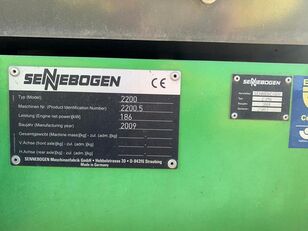 SENNEBOGEN CE
Typ (Model) 2200
Maschinen Nr. (Product Identification Number) 2200.5
Leistung (Engine net power)[kW] 186
Baujahr (Manufacturing year) 2009
Gesamtgewicht (Machine mass)[kg] - zul. (adm.)[kg] -
V.Achse (front axle)[kg] - zul. (adm.)[kg] -
H.Achse (rear axle)[kg] - zul. (adm.)[kg] -
SENNEBOGEN Maschinenfabrik GmbH • Hebbelstrasse 30 • D-94315 Straubing
Made in Germany
SENNEBOGEN